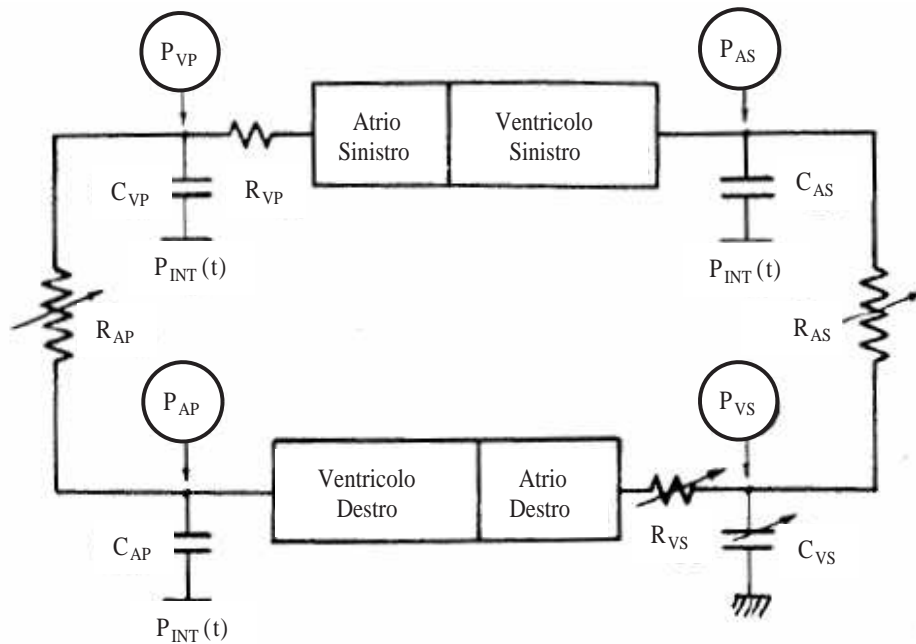 P_VP
P_AS
Atrio
Sinistro
Ventricolo
Sinistro
C_VP
R_VP
C_AS
P_INT (t)
P_INT (t)
R_AP
R_AS
P_AP
P_VS
Ventricolo
Destro
Atrio
Destro
C_AP
R_VS
C_VS
P_INT (t)